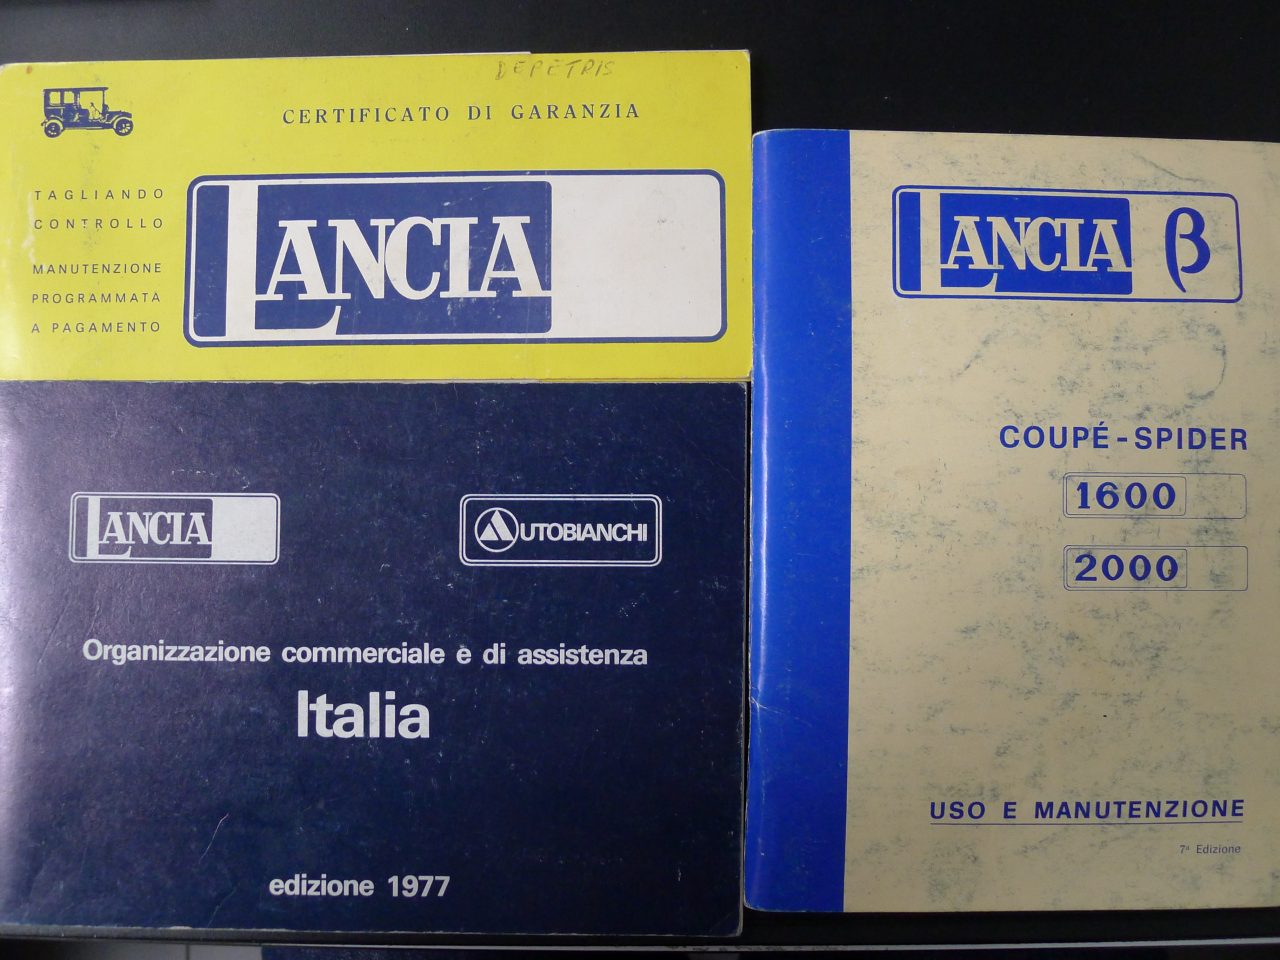 DEPETRIS
CERTIFICATO DI GARANZIA
TAGLIANDO
CONTROLLO
MANUTENZIONE
PROGRAMMATA
A PAGAMENTO
LANCIA
LANCIA
AUTOBIANCHI
Organizzazione commerciale e di assistenza
Italia
edizione 1977
LANCIA β
COUPÉ-SPIDER
1600
2000
USO E MANUTENZIONE
7ª Edizione